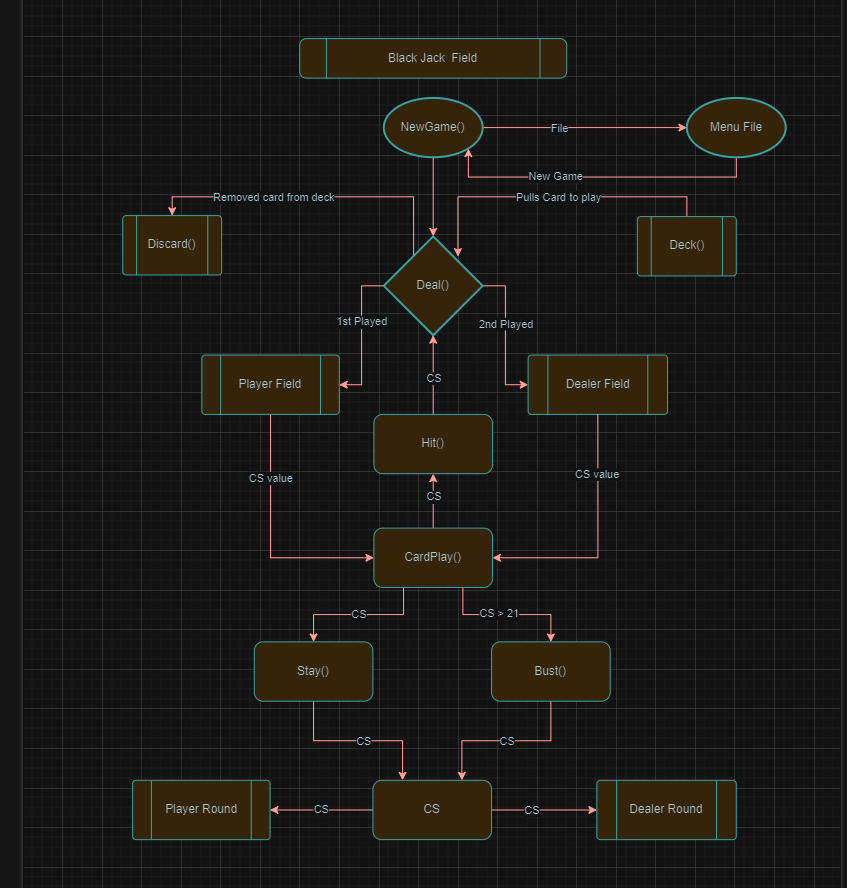 Black Jack  Field
NewGame()
File
Menu File
New Game
Removed card from deck
Pulls Card to play
Discard()
Deck()
Deal()
1st Played
2nd Played
Player Field
CS
Dealer Field
Hit()
CS value
CS value
CS
CardPlay()
CS
CS > 21
Stay()
Bust()
CS
CS
Player Round
CS
CS
CS
Dealer Round